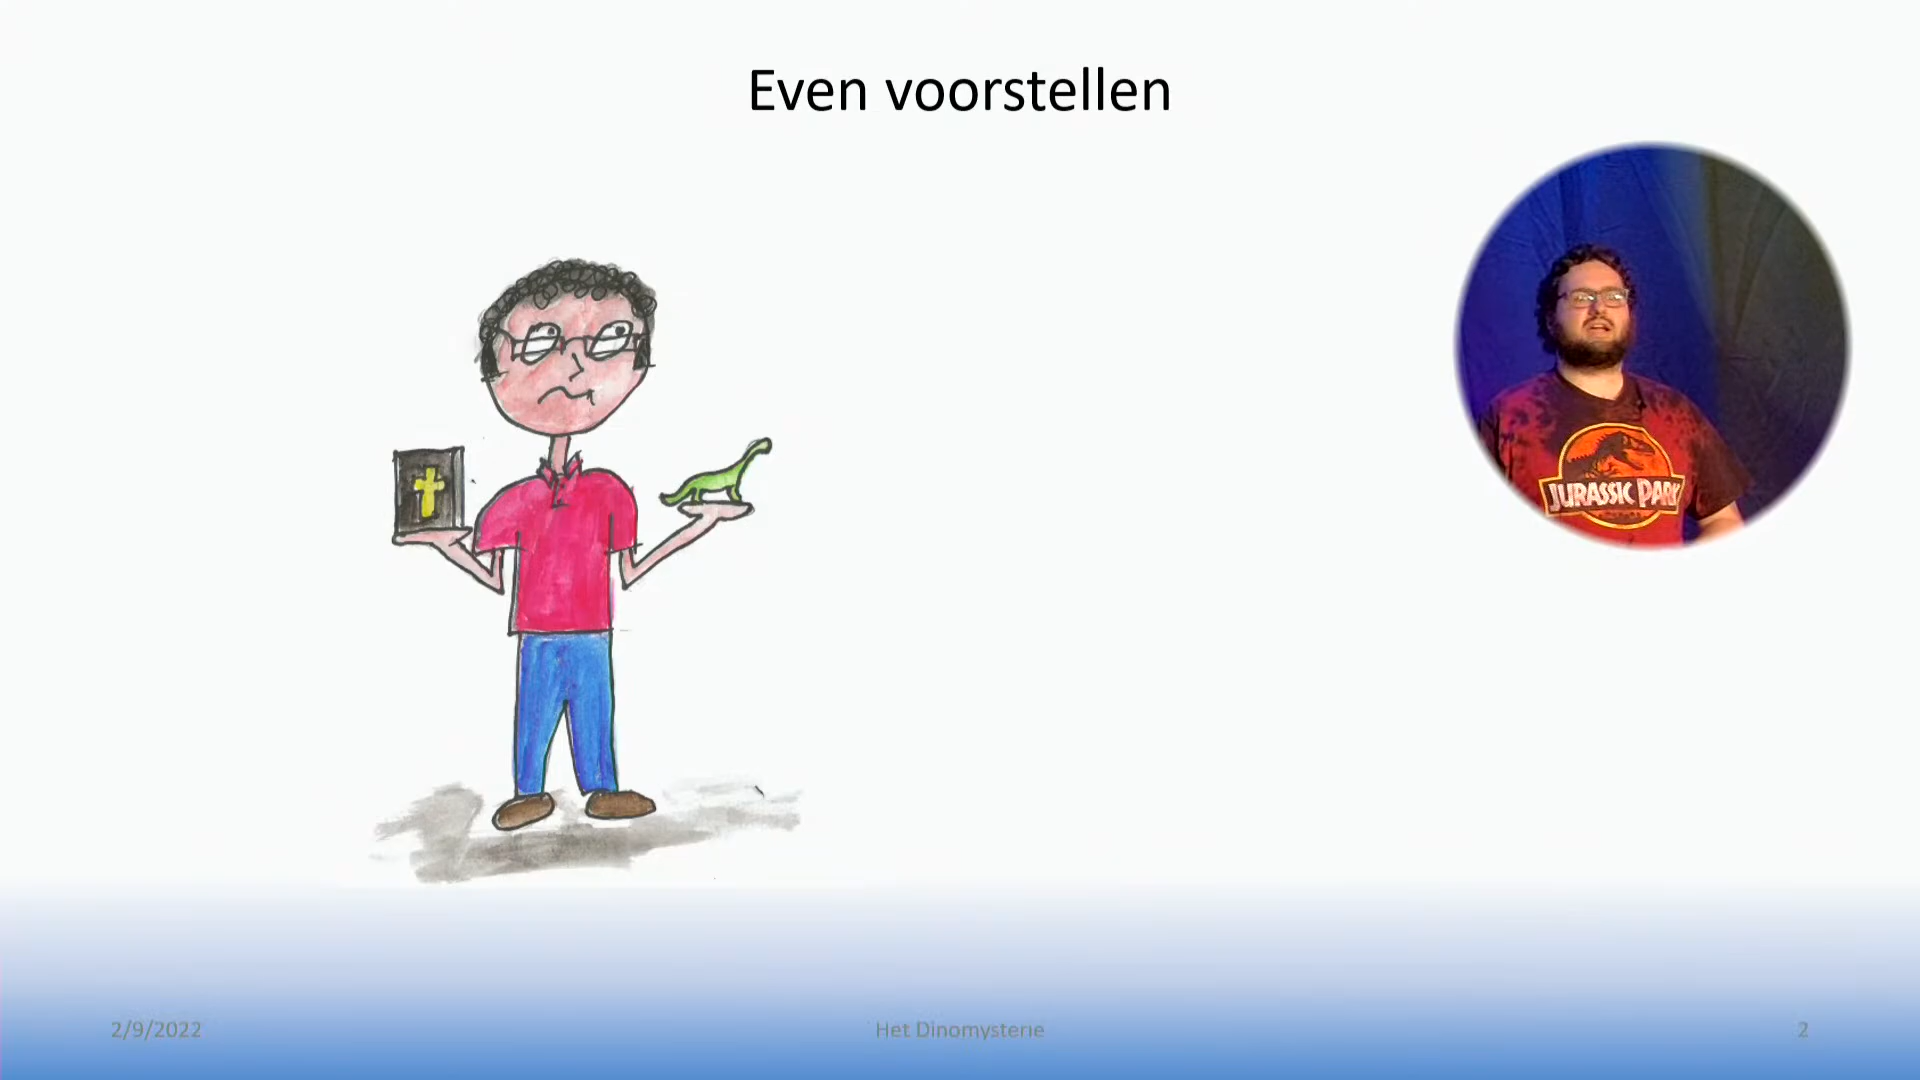 Even voorstellen
JURASSIC PARK
2/9/2022
Het Dinomysterie
2